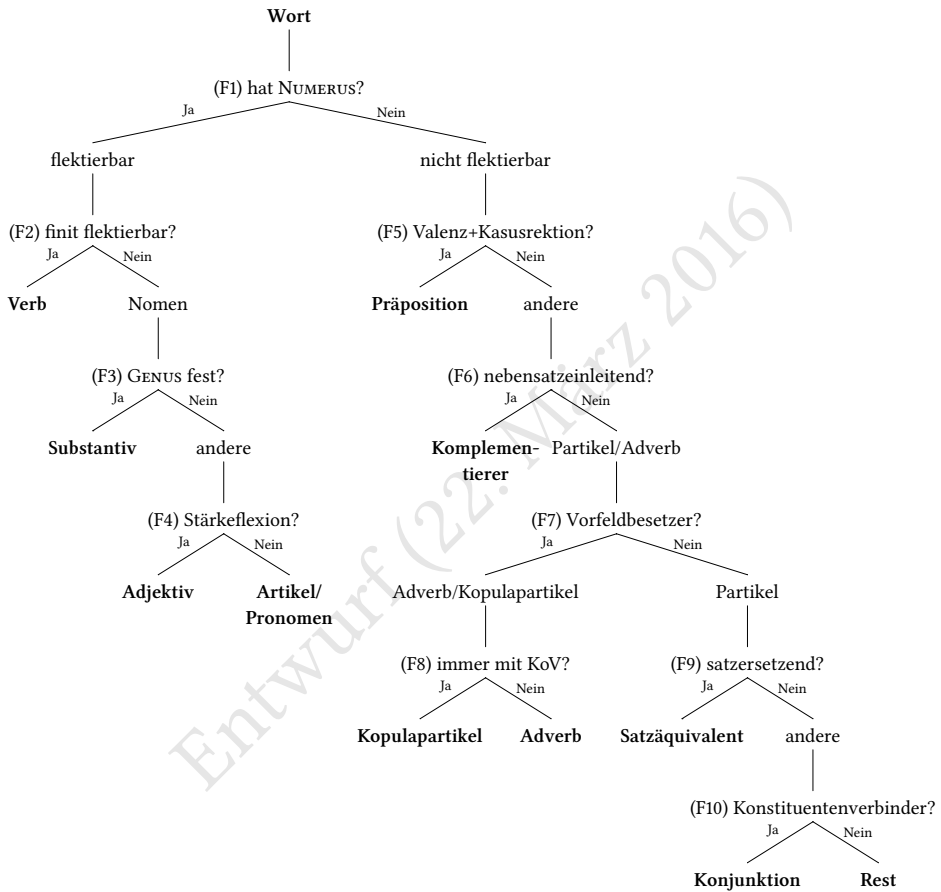 Wort
(F1) hat Numerus?
Ja Nein
flektierbar nicht flektierbar
(F2) finit flektierbar? (F5) Valenz+Kasusrektion?
Ja Nein Ja Nein
Verb Nomen Präposition andere
(F3) Genus fest? (F6) nebensatzeinleitend?
Ja Nein Ja Nein
Substantiv andere Komplemen- Partikel/Adverb
tierer
(F4) Stärkeflexion? (F7) Vorfeldbesetzer?
Ja Nein Ja Nein
Adjektiv Artikel/ Adverb/Kopulapartikel Partikel
Pronomen
(F8) immer mit KoV? (F9) satzersetzend?
Ja Nein Ja Nein
Kopulapartikel Adverb Satzäquivalent andere
(F10) Konstituentenverbinder?
Ja Nein
Konjunktion Rest
Entwurf (22. März 2016)